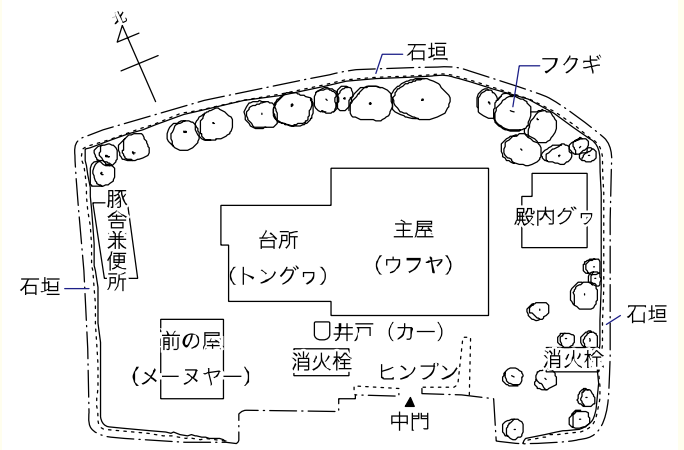 北
石垣
フクギ
豚舎兼便所
台所
(トングヮ)
主屋
(ウフヤ)
殿内グヮ
石垣
石垣
井戸 (カー)
前の屋
(メーヌヤー)
消火栓
ヒンプン
消火栓
中門